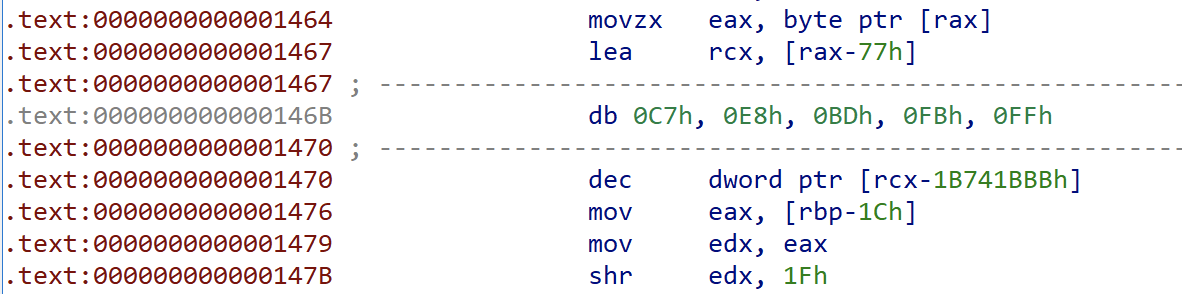 .text:0000000000001464 movzx eax, byte ptr [rax]
.text:0000000000001467 lea rcx, [rax-77h]
.text:0000000000001467 ; ---------------------------------------------------------
.text:000000000000146B db 0C7h, 0E8h, 0BDh, 0FBh, 0FFh
.text:0000000000001470 ; ---------------------------------------------------------
.text:0000000000001470 dec dword ptr [rcx-1B741BBBh]
.text:0000000000001476 mov eax, [rbp-1Ch]
.text:0000000000001479 mov edx, eax
.text:000000000000147B shr edx, 1Fh